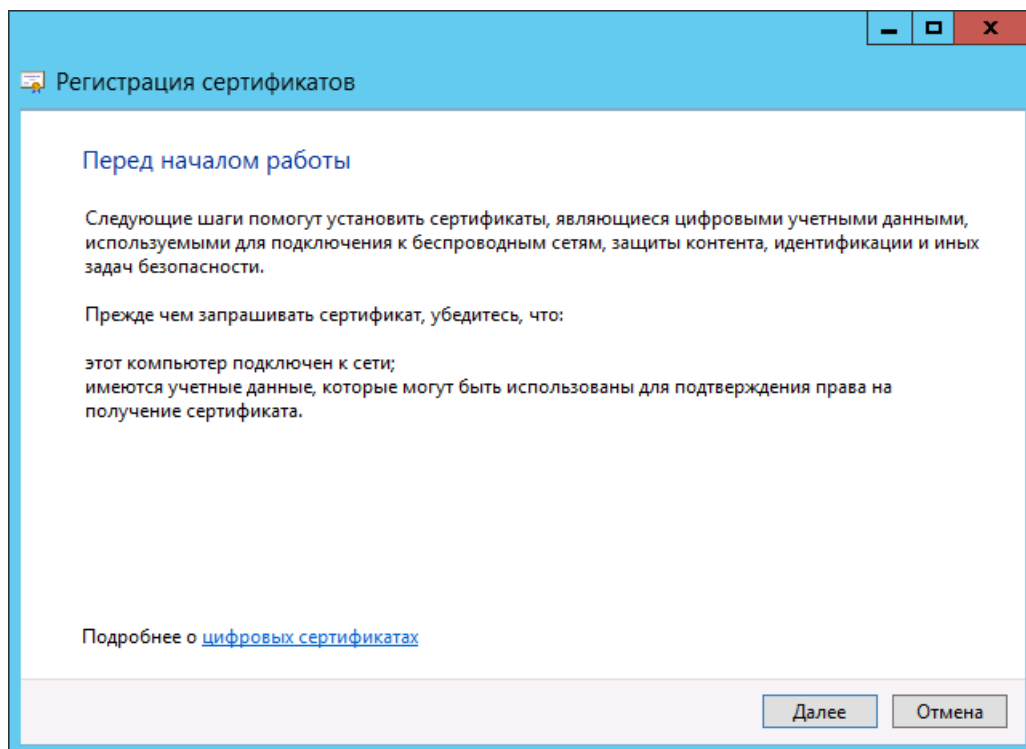 Регистрация сертификатов
Перед началом работы
Следующие шаги помогут установить сертификаты, являющиеся цифровыми учетными данными,
используемыми для подключения к беспроводным сетям, защиты контента, идентификации и иных
задач безопасности.
Прежде чем запрашивать сертификат, убедитесь, что:
этот компьютер подключен к сети;
имеются учетные данные, которые могут быть использованы для подтверждения права на
получение сертификата.
Подробнее о цифровых сертификатах
Далее
Отмена